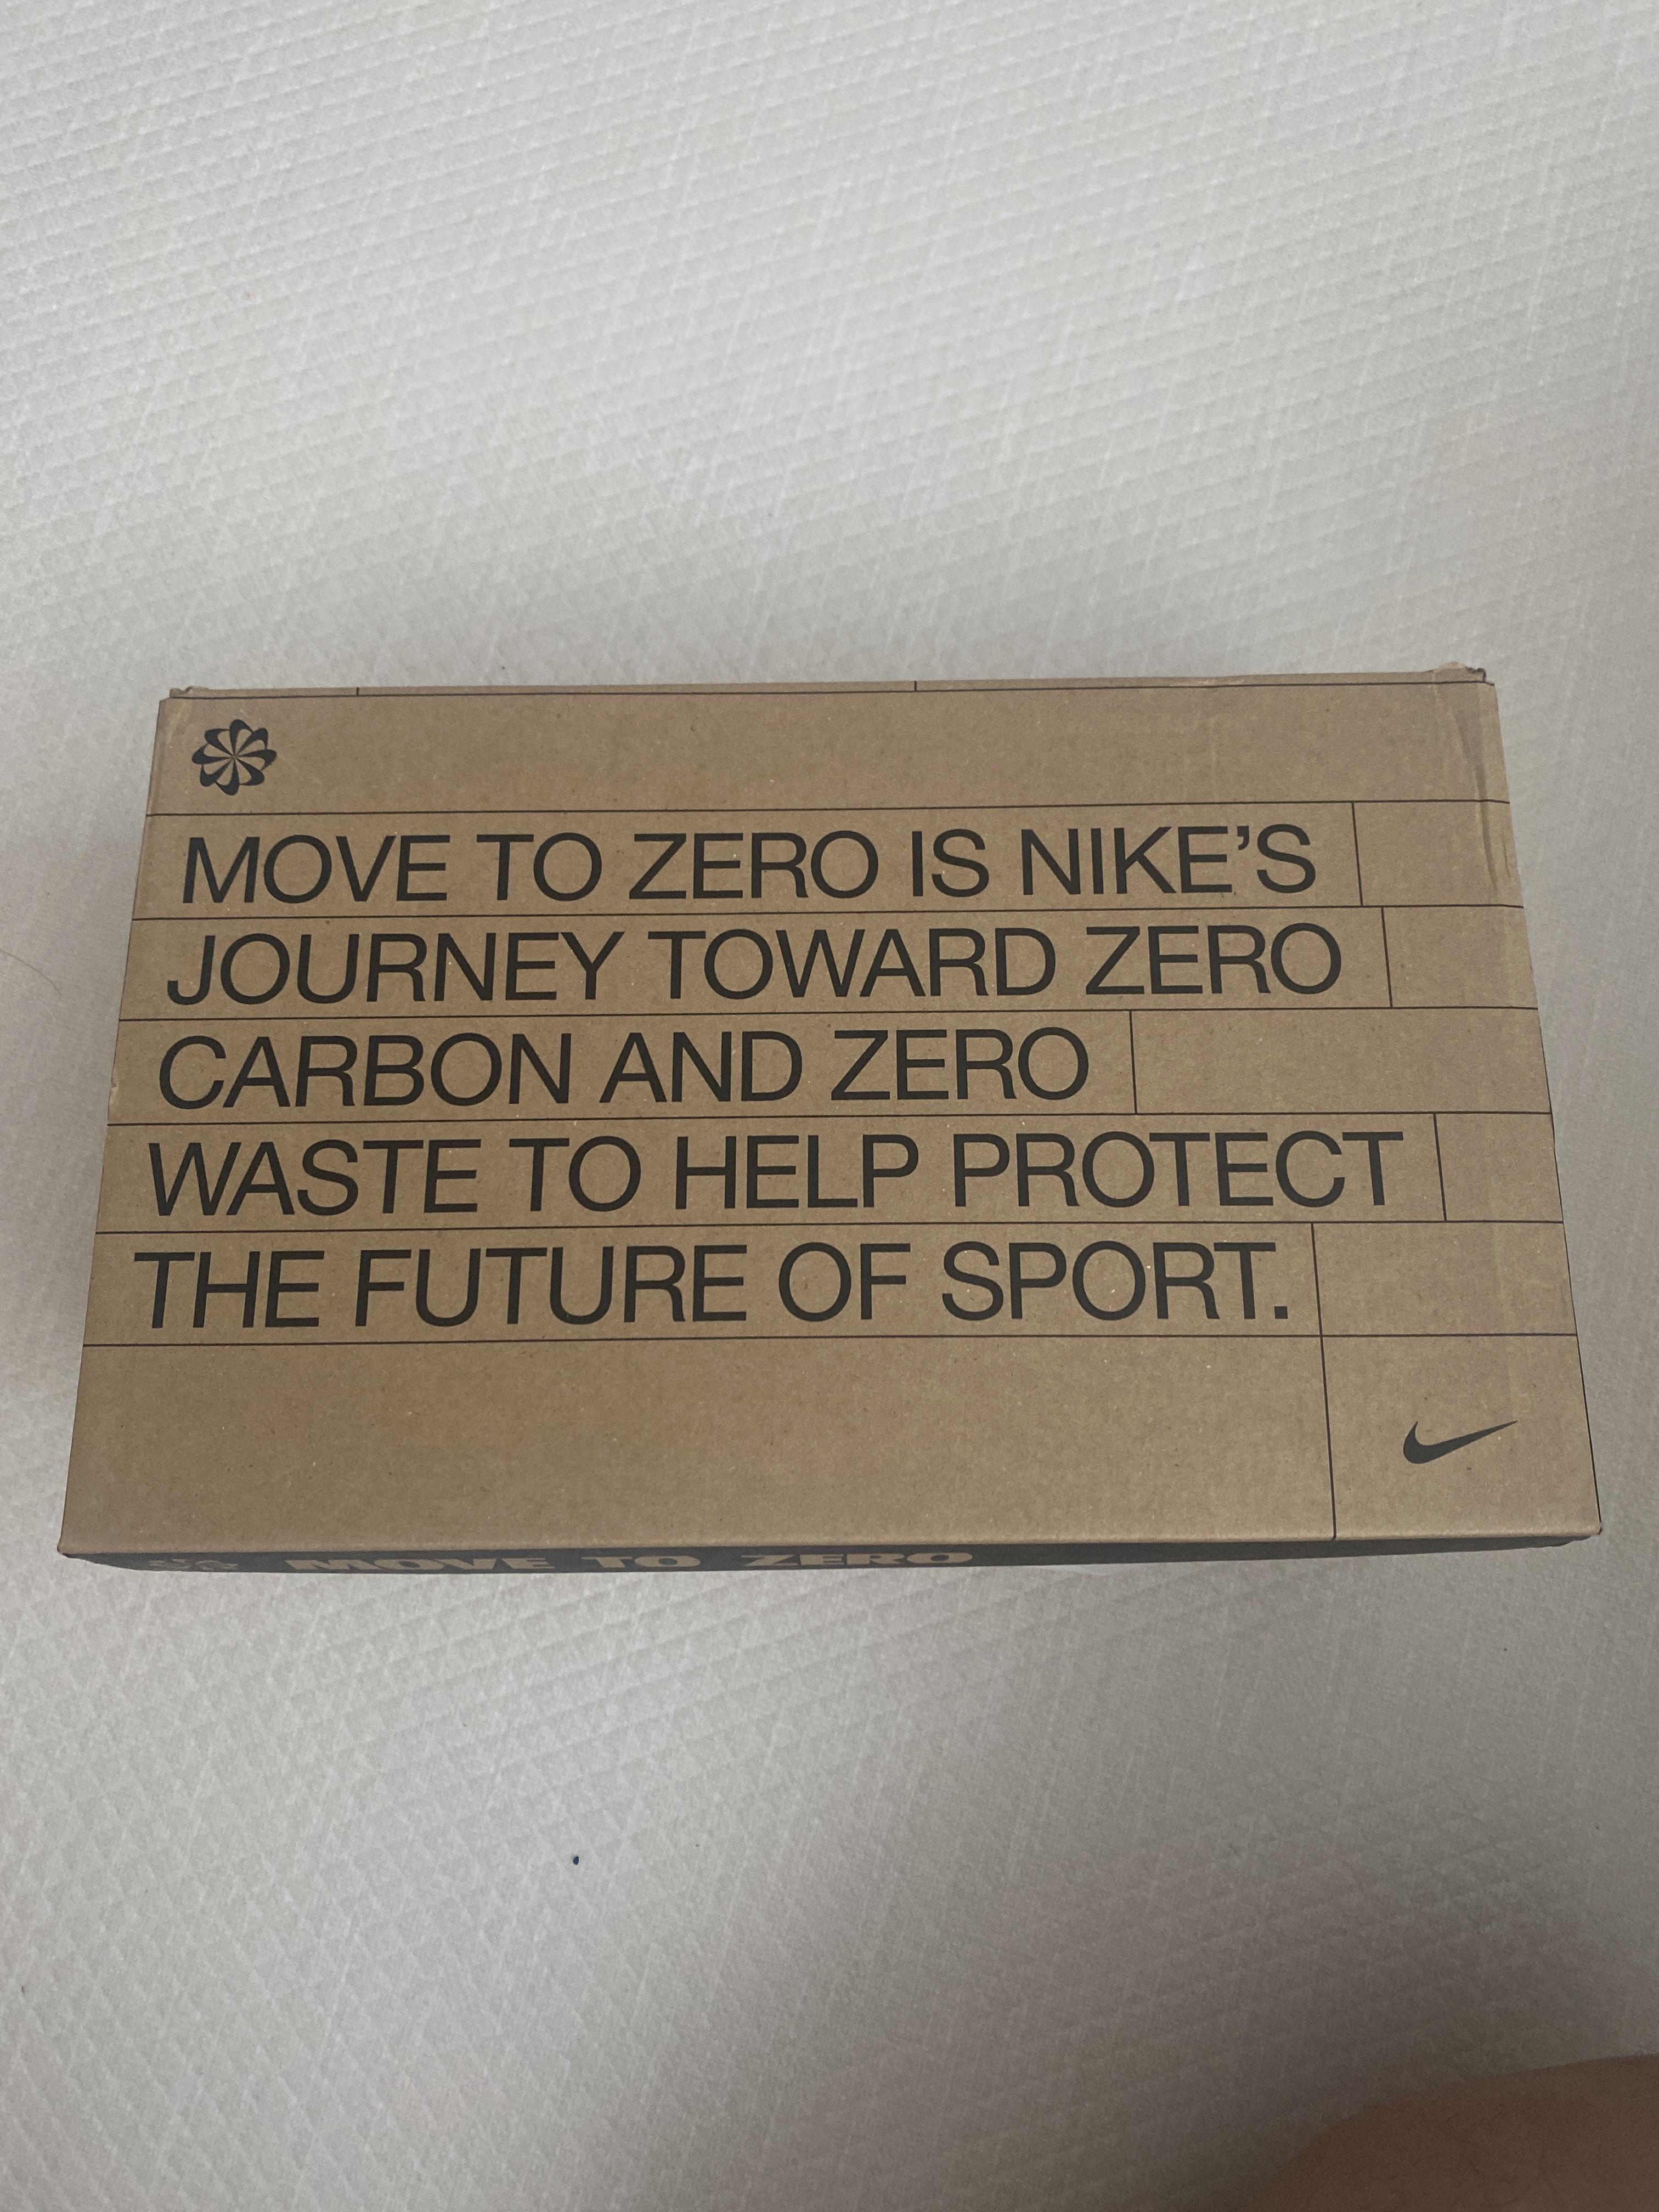 MOVE TO ZERO IS NIKE’S
JOURNEY TOWARD ZERO
CARBON AND ZERO
WASTE TO HELP PROTECT
THE FUTURE OF SPORT.
MOVE TO ZERO